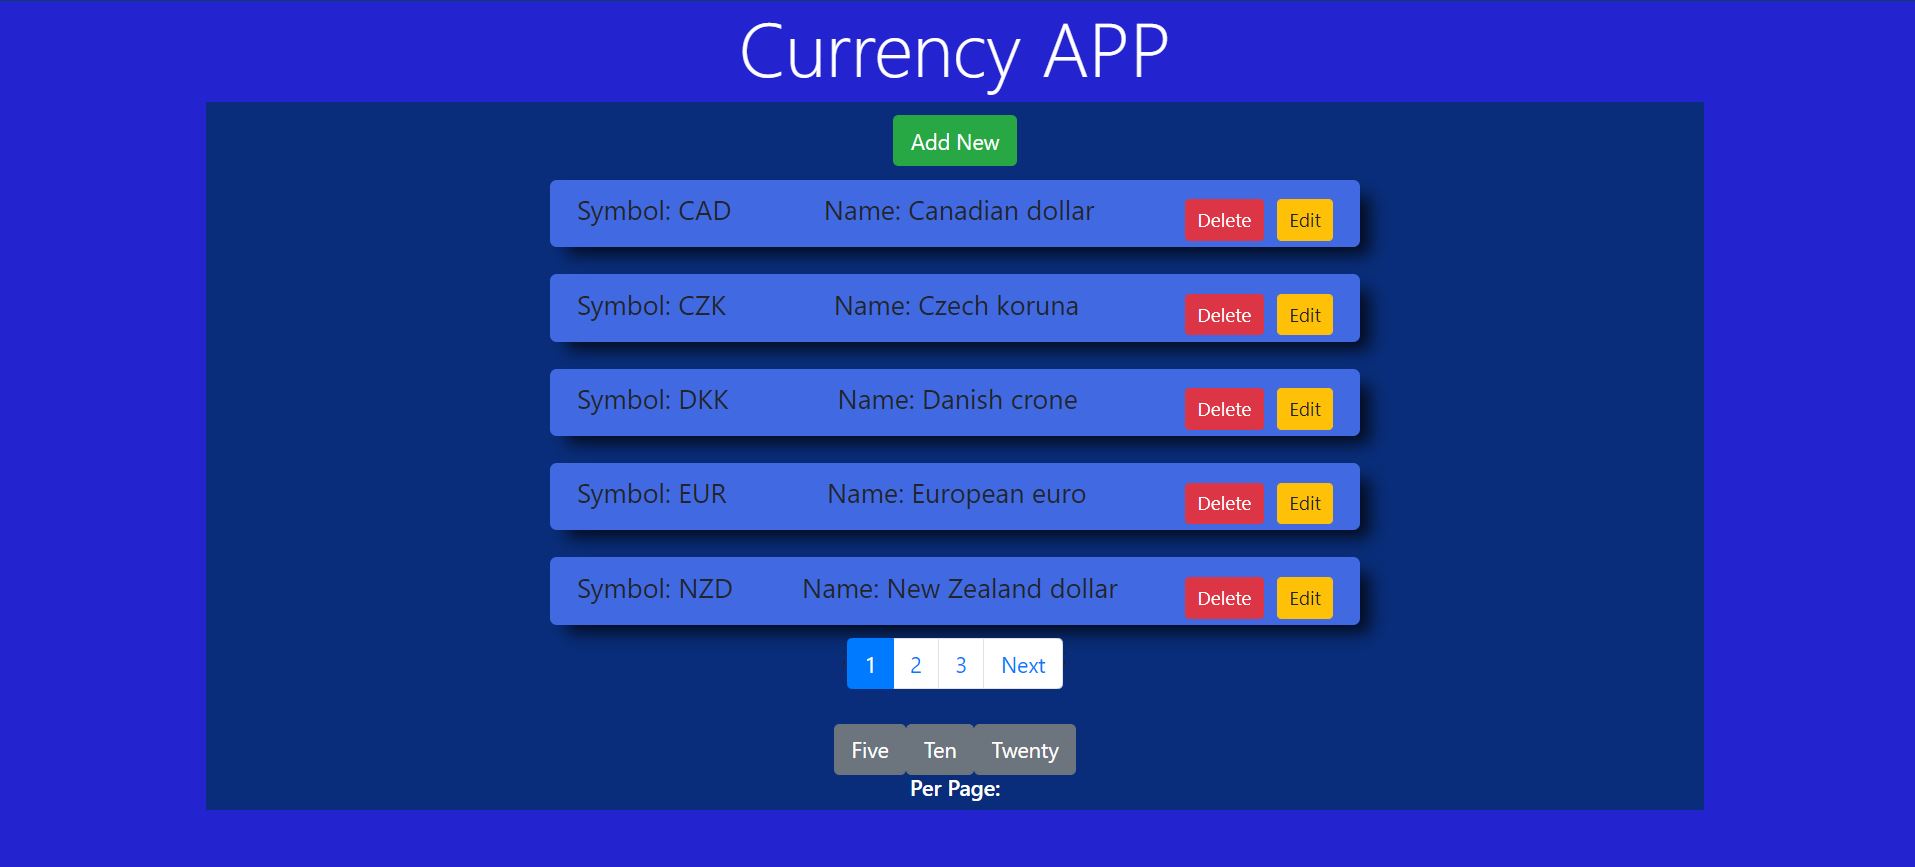 Currency APP
Add New
Symbol: CAD Name: Canadian dollar Delete Edit
Symbol: CZK Name: Czech koruna Delete Edit
Symbol: DKK Name: Danish crone Delete Edit
Symbol: EUR Name: European euro Delete Edit
Symbol: NZD Name: New Zealand dollar Delete Edit
1 2 3 Next
Five Ten Twenty
Per Page: